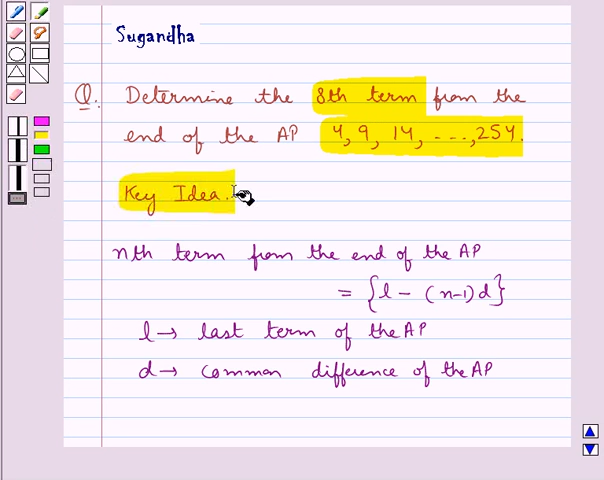 Sugandha
Q. Determine the 8th term from the
end of the AP 4, 9, 14, ...., 254.
Key Idea.
nth term from the end of the AP
= {l - (n-1)d}
l → last term of the AP
d → common difference of the AP